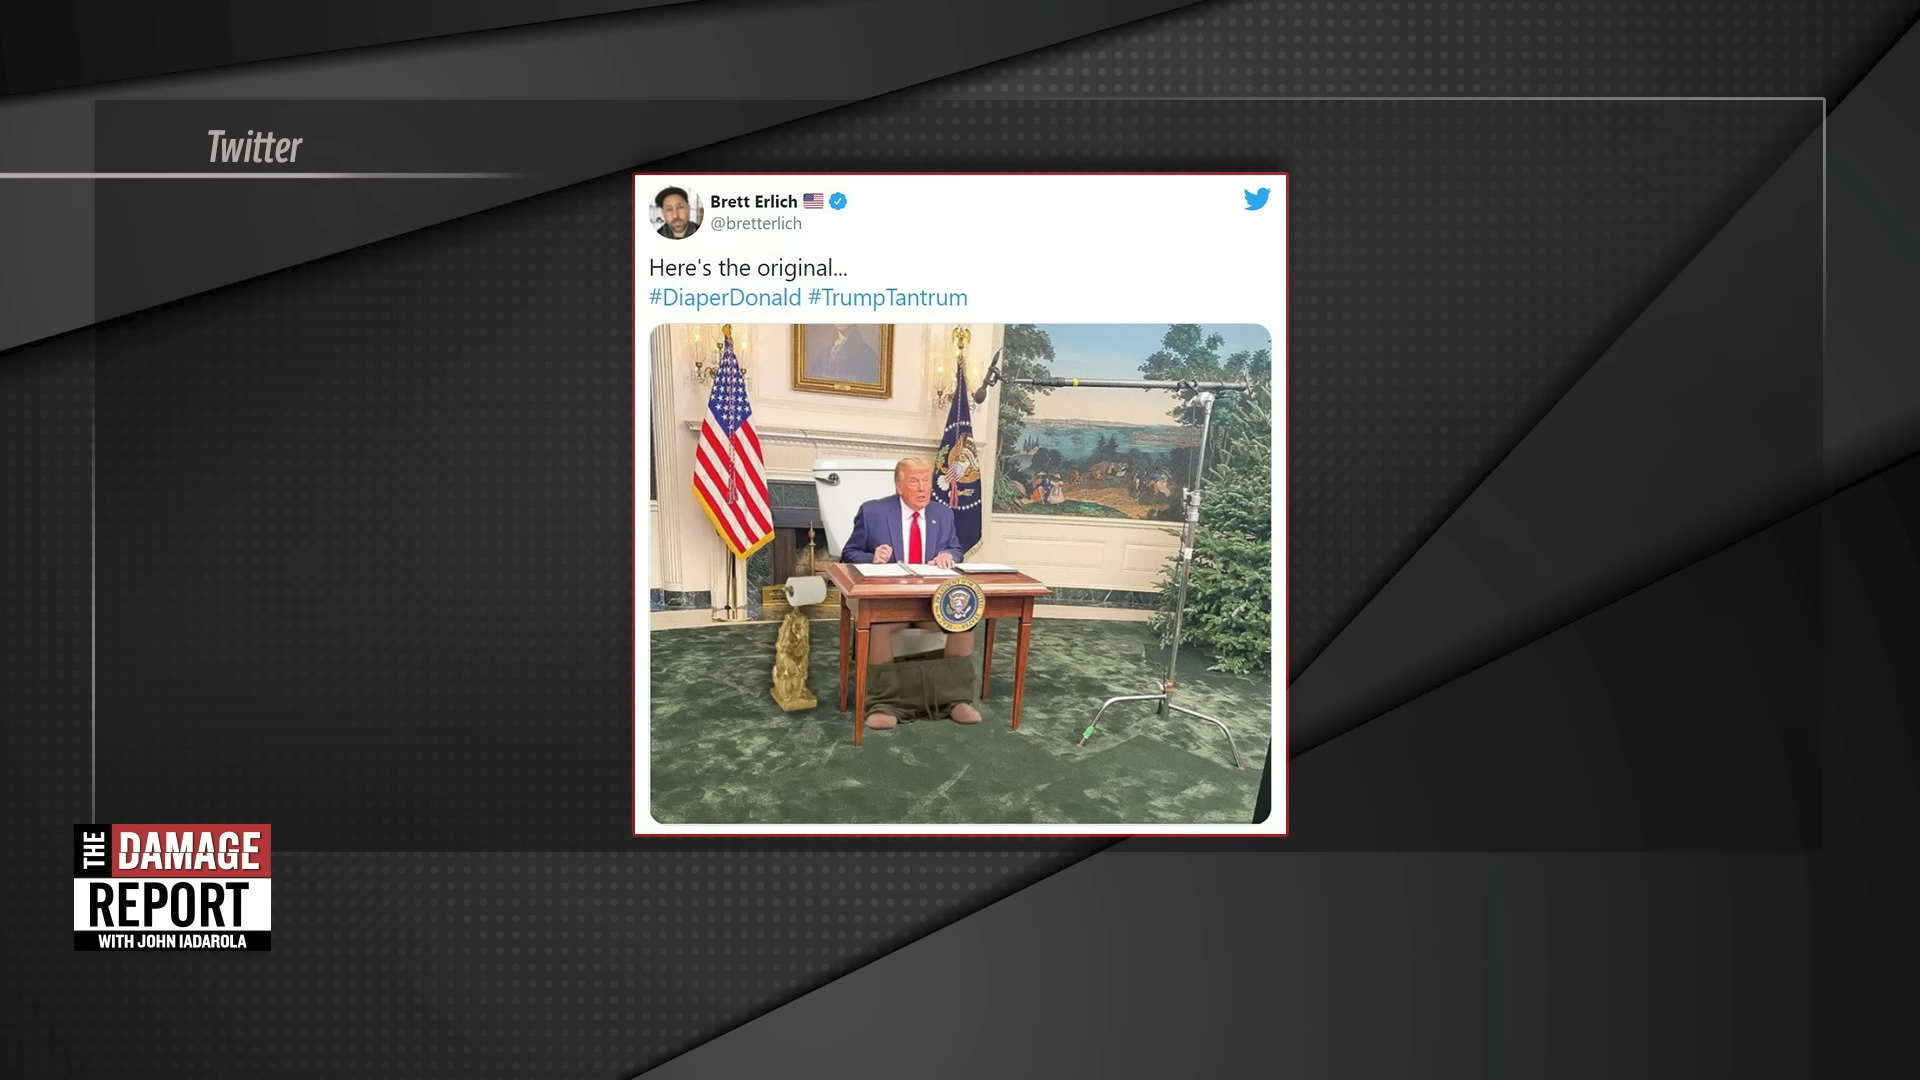 Twitter
Brett Erlich
@bretterlich
Here's the original...
#DiaperDonald #TrumpTantrum
THE
DAMAGE
REPORT
WITH JOHN IADAROLA